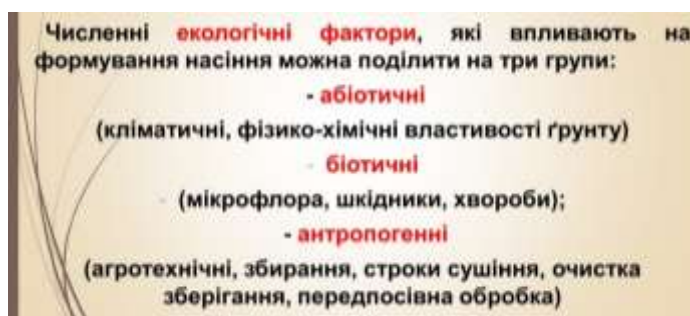 Численні екологічні фактори, які впливають на
формування насіння можна поділити на три групи:
- абіотичні
(кліматичні, фізико-хімічні властивості ґрунту)
- біотичні
- (мікрофлора, шкідники, хвороби);
- антропогенні
(агротехнічні, збирання, строки сушіння, очистка
зберігання, передпосівна обробка)